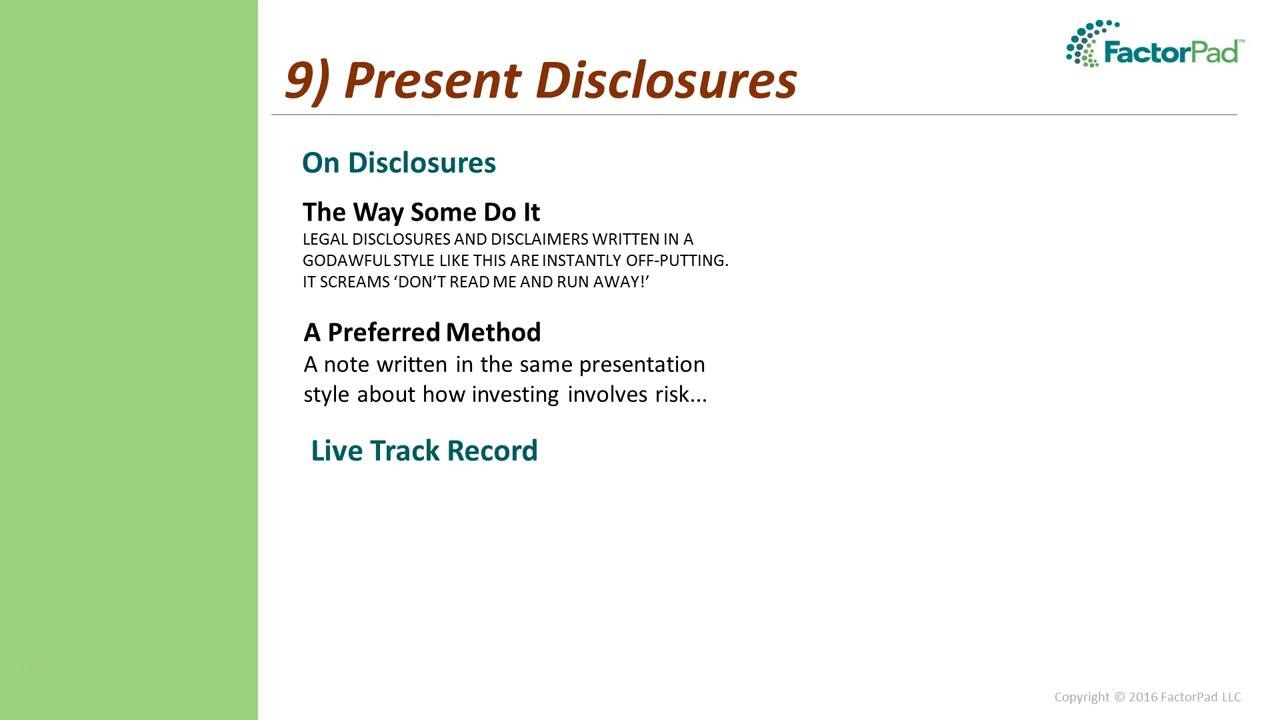 FactorPad™
9) Present Disclosures
On Disclosures
The Way Some Do It
LEGAL DISCLOSURES AND DISCLAIMERS WRITTEN IN A
GODAWFUL STYLE LIKE THIS ARE INSTANTLY OFF-PUTTING.
IT SCREAMS ‘DON’T READ ME AND RUN AWAY!’
A Preferred Method
A note written in the same presentation
style about how investing involves risk...
Live Track Record
Copyright © 2016 FactorPad LLC